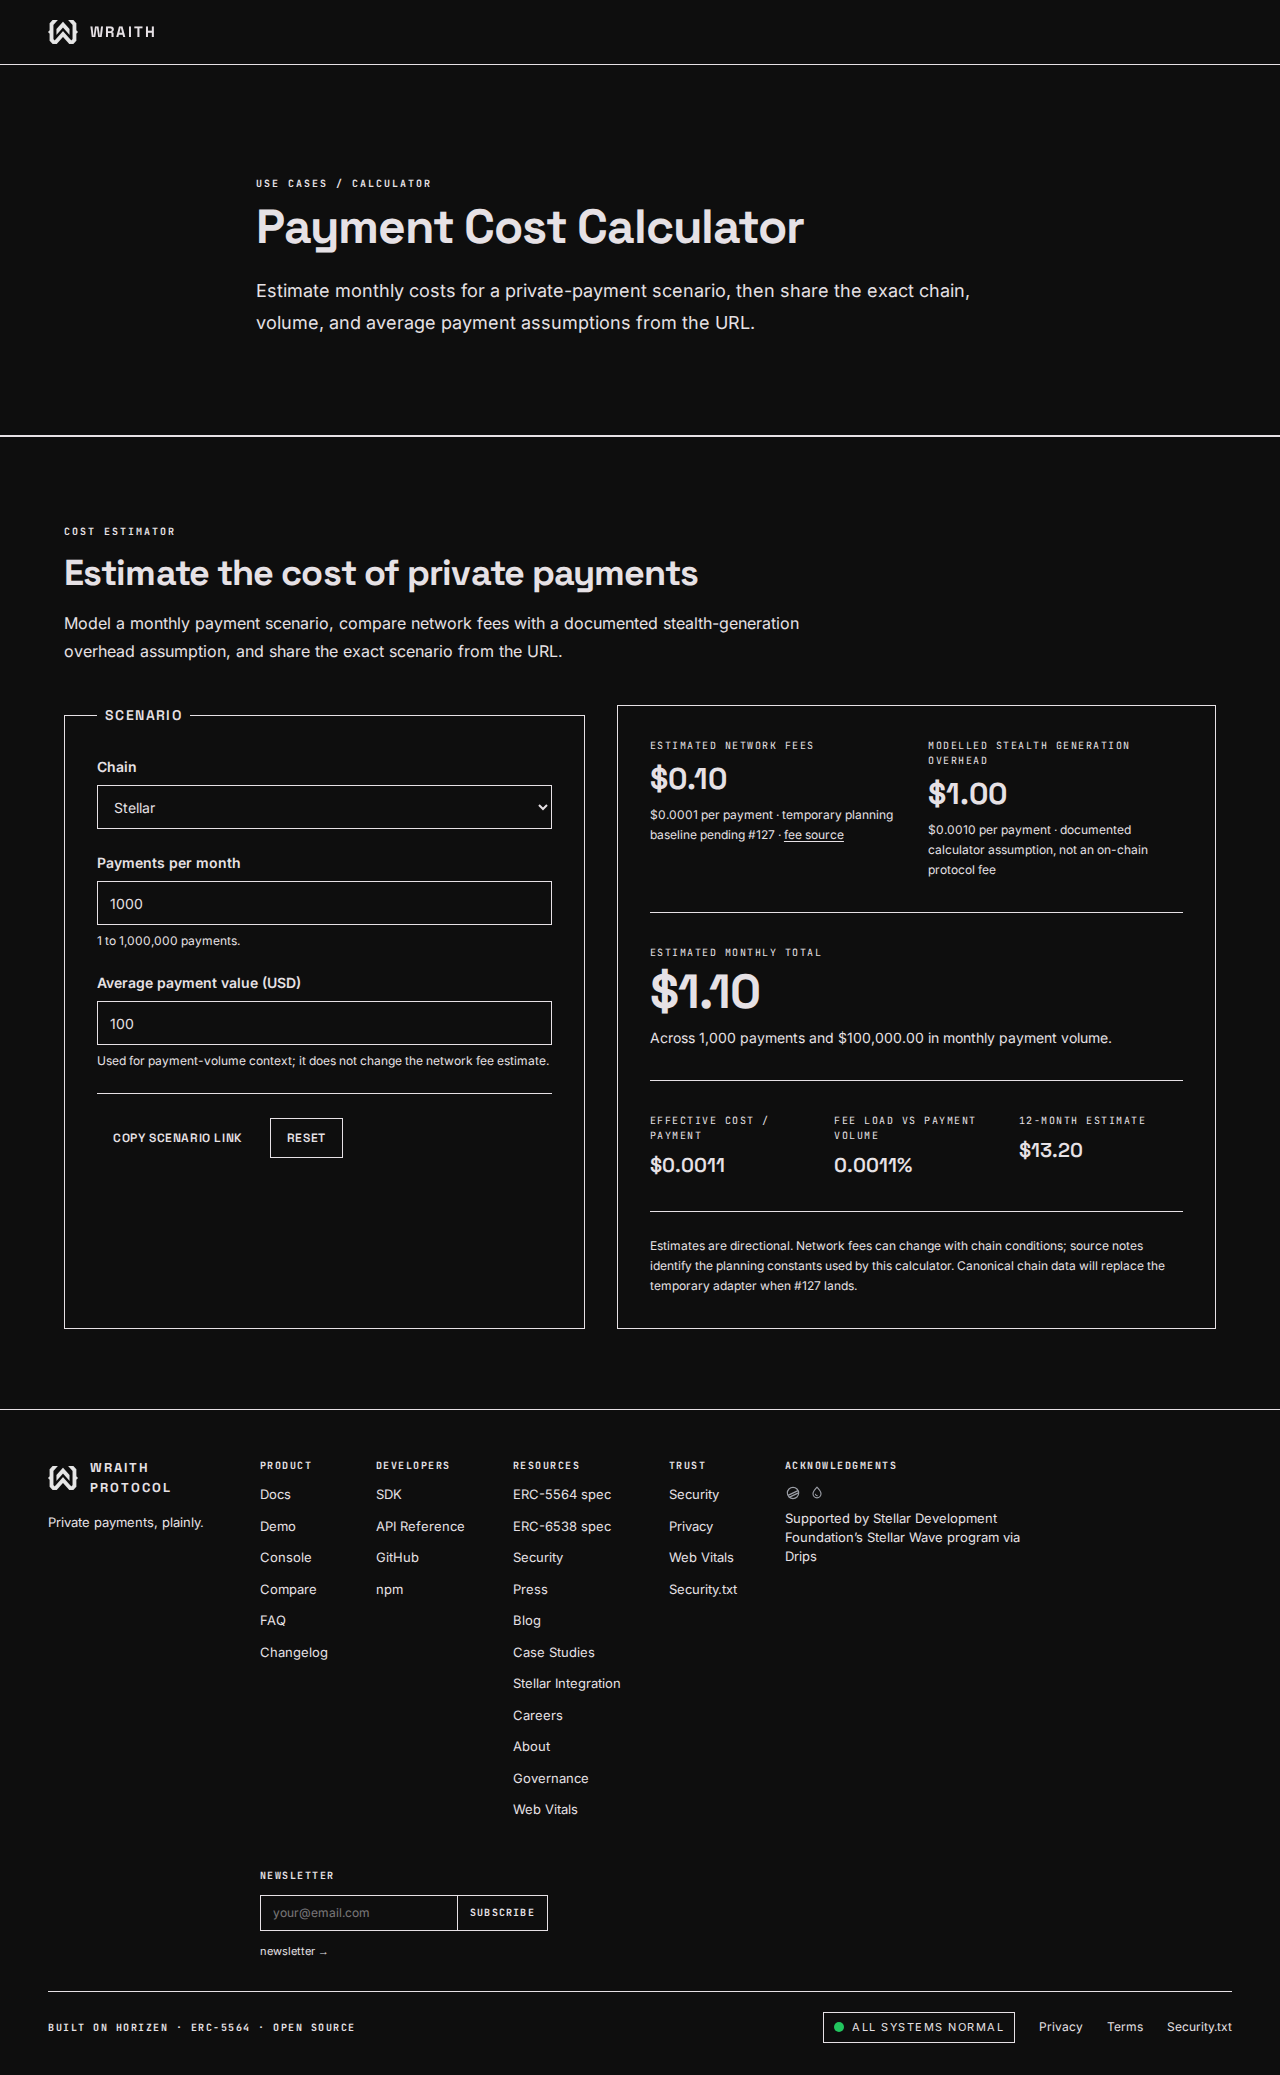 WRAITH
USE CASES / CALCULATOR
Payment Cost Calculator
Estimate monthly costs for a private-payment scenario, then share the exact chain,
volume, and average payment assumptions from the URL.
COST ESTIMATOR
Estimate the cost of private payments
Model a monthly payment scenario, compare network fees with a documented stealth-generation
overhead assumption, and share the exact scenario from the URL.
SCENARIO
Chain
Stellar
Payments per month
1000
1 to 1,000,000 payments.
Average payment value (USD)
100
Used for payment-volume context; it does not change the network fee estimate.
COPY SCENARIO LINK
RESET
ESTIMATED NETWORK FEES
$0.10
$0.0001 per payment · temporary planning
baseline pending #127 · fee source
MODELLED STEALTH GENERATION
OVERHEAD
$1.00
$0.0010 per payment · documented
calculator assumption, not an on-chain
protocol fee
ESTIMATED MONTHLY TOTAL
$1.10
Across 1,000 payments and $100,000.00 in monthly payment volume.
EFFECTIVE COST /
PAYMENT
$0.0011
FEE LOAD VS PAYMENT
VOLUME
0.0011%
12-MONTH ESTIMATE
$13.20
Estimates are directional. Network fees can change with chain conditions; source notes
identify the planning constants used by this calculator. Canonical chain data will replace the
temporary adapter when #127 lands.
WRAITH
PROTOCOL
Private payments, plainly.
PRODUCT
Docs
Demo
Console
Compare
FAQ
Changelog
DEVELOPERS
SDK
API Reference
GitHub
npm
RESOURCES
ERC-5564 spec
ERC-6538 spec
Security
Press
Blog
Case Studies
Stellar Integration
Careers
About
Governance
Web Vitals
TRUST
Security
Privacy
Web Vitals
Security.txt
ACKNOWLEDGMENTS
Supported by Stellar Development
Foundation's Stellar Wave program via
Drips
NEWSLETTER
your@email.com
SUBSCRIBE
newsletter →
BUILT ON HORIZEN · ERC-5564 · OPEN SOURCE
ALL SYSTEMS NORMAL
Privacy
Terms
Security.txt